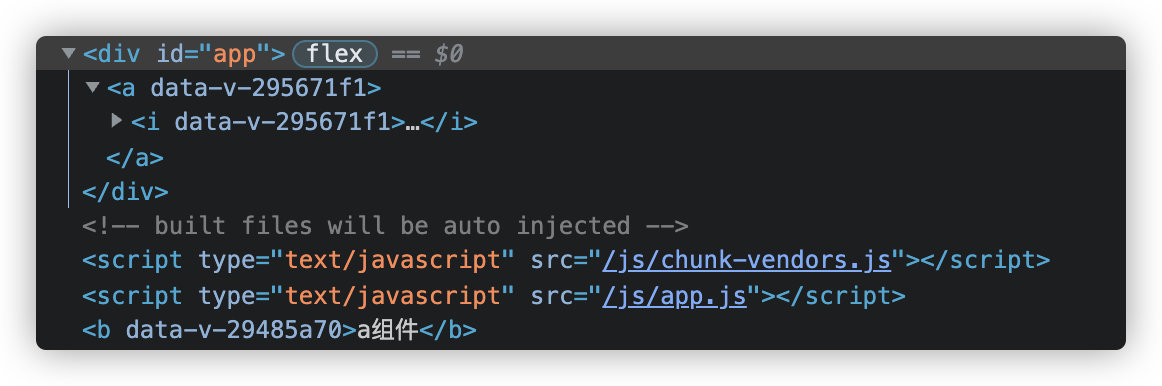 <div id="app"> flex == $0
<a data-v-295671f1>
<i data-v-295671f1>…</i>
</a>
</div>
<!-- built files will be auto injected -->
<script type="text/javascript" src="/js/chunk-vendors.js"></script>
<script type="text/javascript" src="/js/app.js"></script>
<b data-v-29485a70>a组件</b>